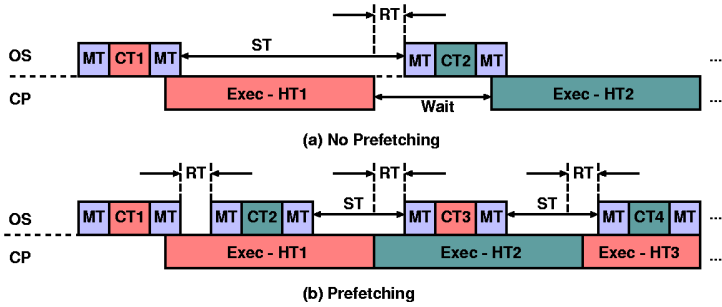 RT
ST
OS MT CT1 MT MT CT2 MT ...
CP Exec - HT1 Wait Exec - HT2 ...
(a) No Prefetching
RT RT RT
ST ST
OS MT CT1 MT MT CT2 MT MT CT3 MT MT CT4 MT ...
CP Exec - HT1 Exec - HT2 Exec - HT3 ...
(b) Prefetching